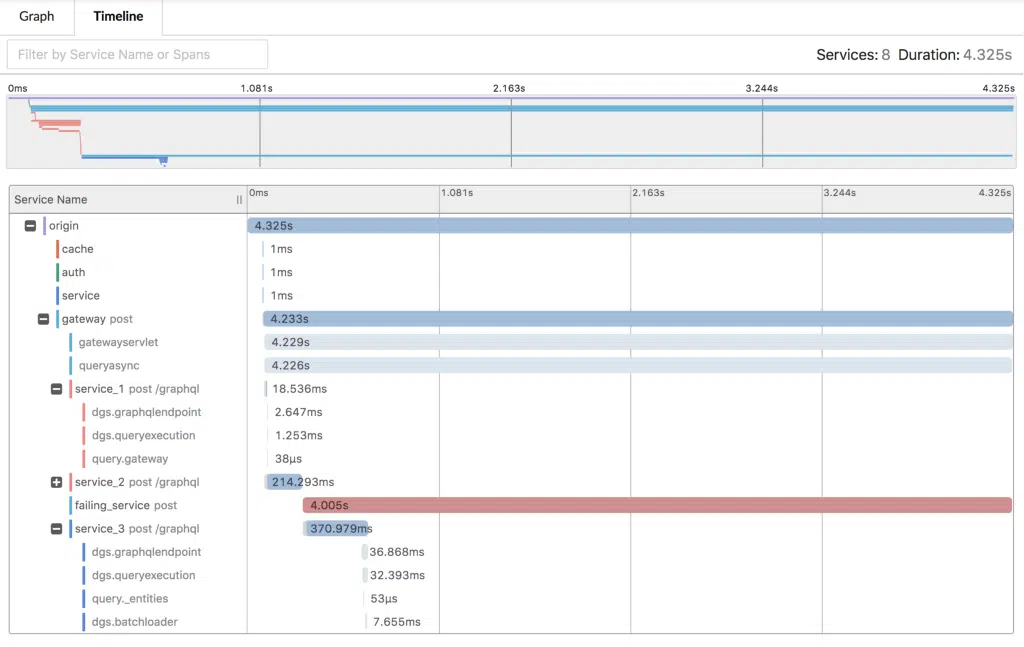 Graph Timeline
Filter by Service Name or Spans Services: 8 Duration: 4.325s
0ms 1.081s 2.163s 3.244s 4.325s
Service Name 0ms 1.081s 2.163s 3.244s 4.325s
origin 4.325s
cache 1ms
auth 1ms
service 1ms
gateway post 4.233s
gatewayservlet 4.229s
queryasync 4.226s
service_1 post /graphql 18.536ms
dgs.graphqlendpoint 2.647ms
dgs.queryexecution 1.253ms
query.gateway 38μs
service_2 post /graphql 214.293ms
failing_service post 4.005s
service_3 post /graphql 370.979ms
dgs.graphqlendpoint 36.868ms
dgs.queryexecution 32.393ms
query._entities 53μs
dgs.batchloader 7.655ms